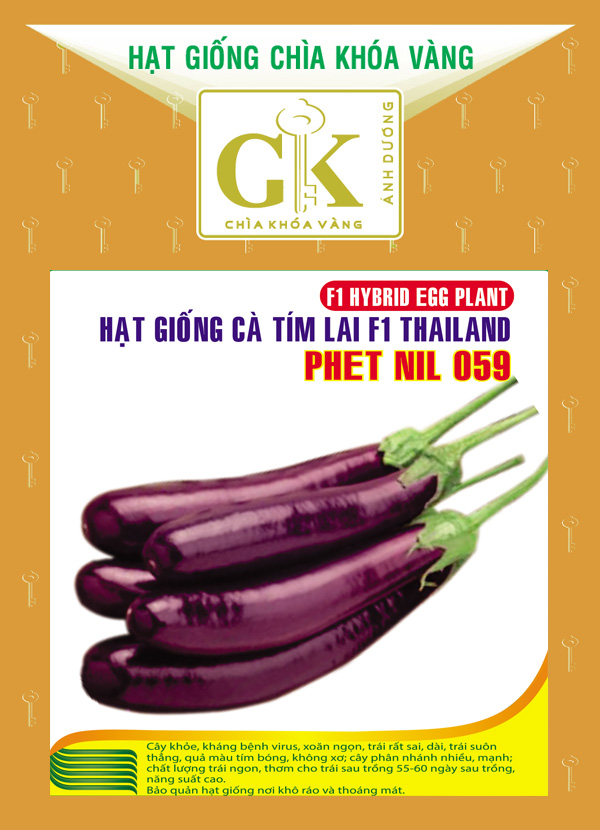 HẠT GIỐNG CHÌA KHÓA VÀNG
GK
ÁNH DƯƠNG
CHÌA KHÓA VÀNG
F1 HYBRID EGG PLANT
HẠT GIỐNG CÀ TÍM LAI F1 THAILAND
PHET NIL 059
Cây khỏe, kháng bệnh virus, xoăn ngọn, trái rất sai, dài, trái suôn
thẳng, quả màu tím bóng, không xơ; cây phân nhánh nhiều, mạnh;
chất lượng trái ngon, thơm cho trái sau trồng 55-60 ngày sau trồng,
năng suất cao.
Bảo quản hạt giống nơi khô ráo và thoáng mát.